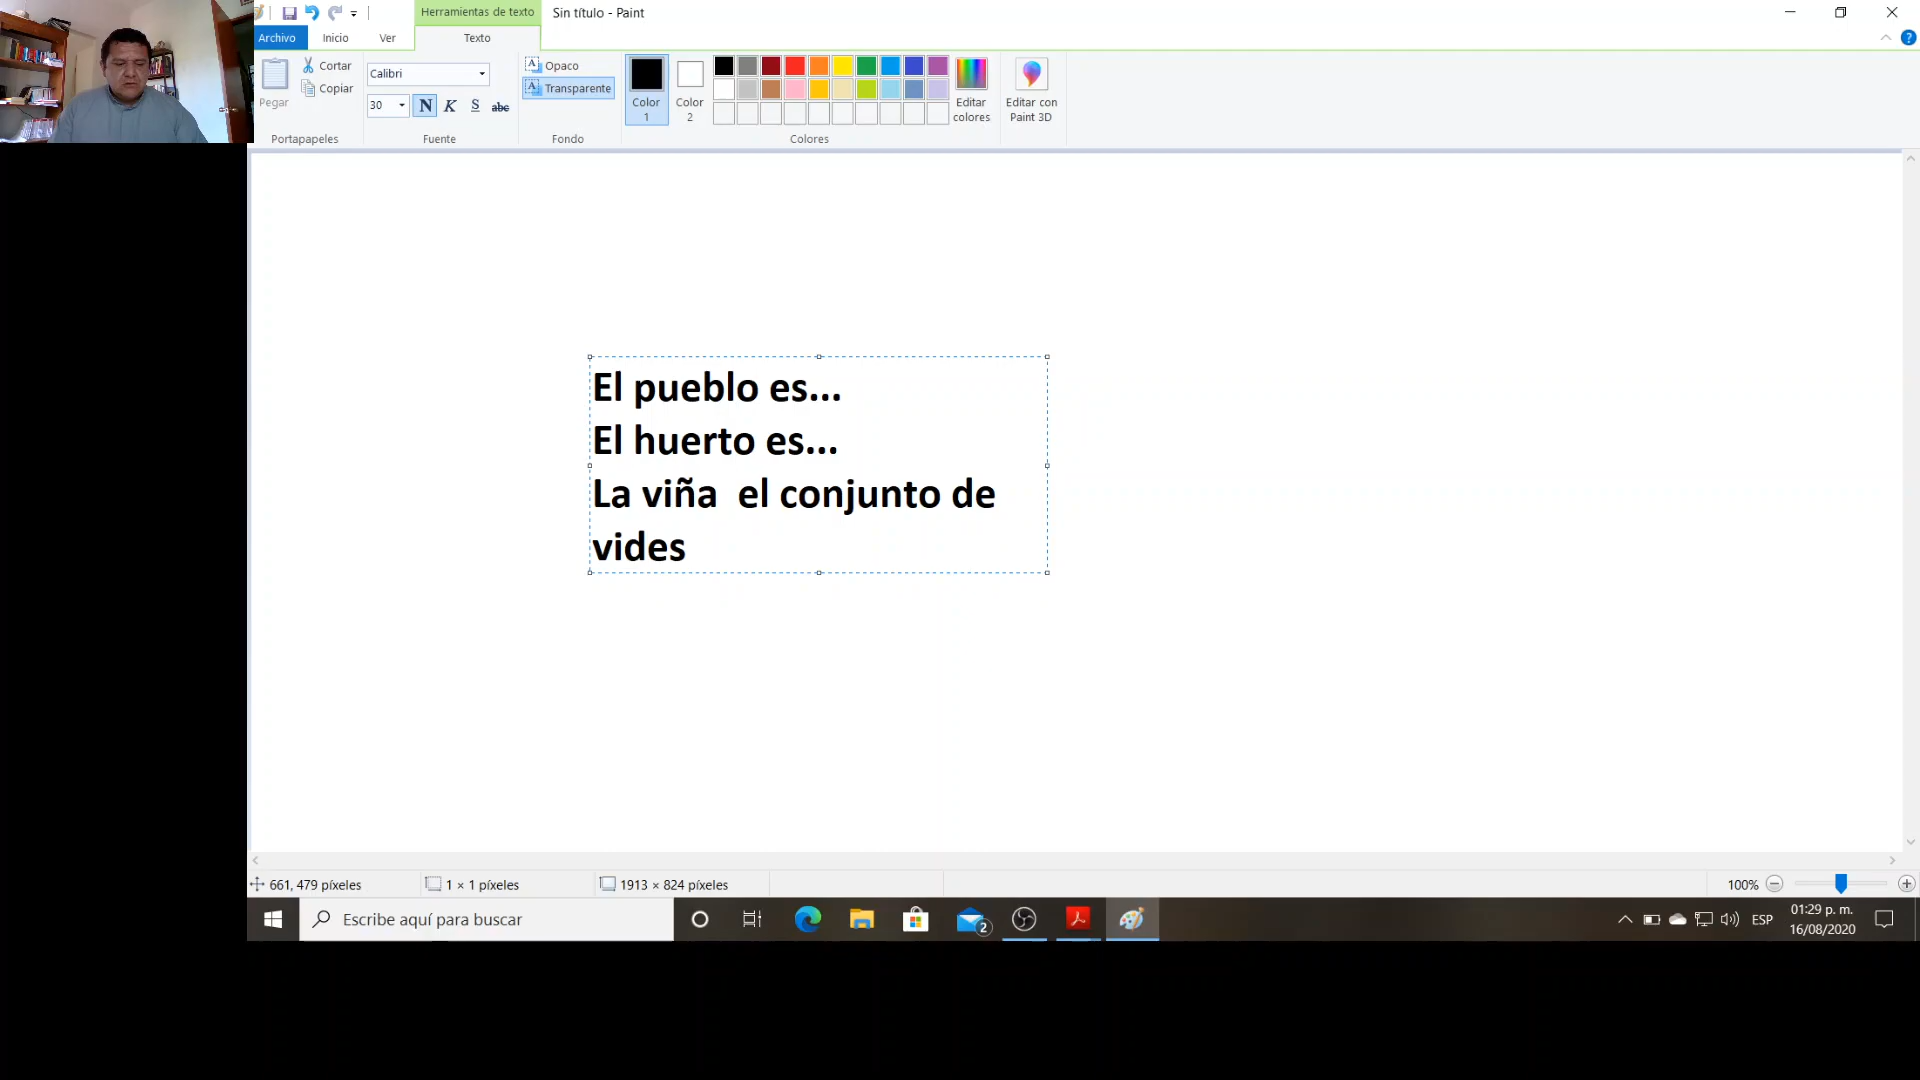 Herramientas de texto
Sin título - Paint
Archivo
Inicio
Ver
Texto
Pegar
Cortar
Copiar
Portapapeles
Calibri
30
N K S abc
Fuente
Opaco
Transparente
Fondo
Color
1
Color
2
Colores
Editar
colores
Editar con
Paint 3D
El pueblo es...
El huerto es...
La viña  el conjunto de
vides
661, 479 píxeles
1 × 1 píxeles
1913 × 824 píxeles
100%
Escribe aquí para buscar
2
ESP
01:29 p. m.
16/08/2020